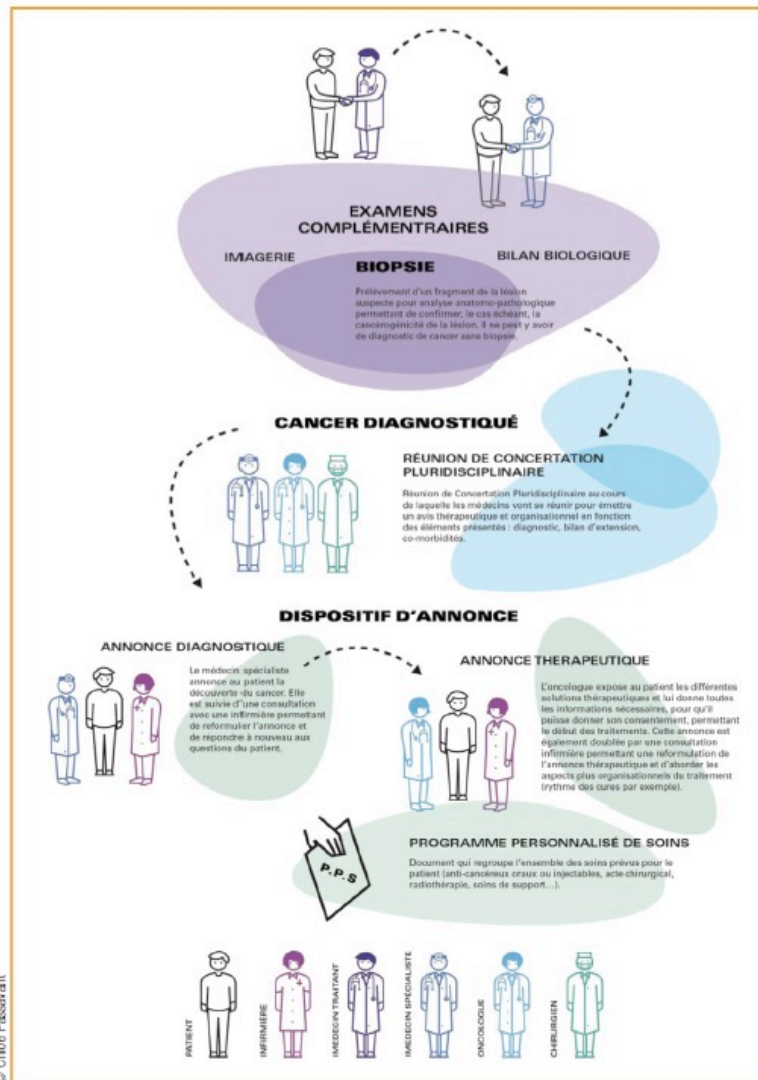 EXAMENS
COMPLÉMENTRAIRES
IMAGERIE
BILAN BIOLOGIQUE
BIOPSIE
Prélèvement d'un fragment de la lésion
suspecte pour analyse anatomo-pathologique
permettant de confirmer, le cas échéant, la
cancérogénicité de la lésion. Il ne peut y avoir
de diagnostic de cancer sans biopsie.
CANCER DIAGNOSTIQUÉ
RÉUNION DE CONCERTATION
PLURIDISCIPLINAIRE
Réunion de Concertation Pluridisciplinaire au cours
de laquelle les médecins vont se réunir pour émettre
un avis thérapeutique et organisationnel en fonction
des éléments présentés : diagnostic, bilan d'extension,
co-morbidités.
DISPOSITIF D'ANNONCE
ANNONCE DIAGNOSTIQUE
Le médecin spécialiste
annonce au patient la
découverte du cancer. Elle
est suivie d'une consultation
avec une infirmière permettant
de reformuler l'annonce et
de répondre à nouveau aux
questions du patient.
ANNONCE THERAPEUTIQUE
L'oncologue expose au patient les différentes
solutions thérapeutiques et lui donne toutes
les informations nécessaires, pour qu'il
puisse donner son consentement, permettant
le début des traitements. Cette annonce est
également doublée par une consultation
infirmière permettant une reformulation de
l'annonce thérapeutique et d'aborder les
aspects plus organisationnels de traitement
(rythme des cures par exemple).
P.P.S
PROGRAMME PERSONNALISÉ DE SOINS
Document qui regroupe l'ensemble des soins prévus pour le
patient (anti-cancéreux oraux ou injectables, acte chirurgical,
radiothérapie, soins de support...).
PATIENT
INFIRMIÈRE
MEDECIN TRAITANT
MEDECIN SPÉCIALISTE
ONCOLOGUE
CHIRURGIEN
© Chloé Passavant